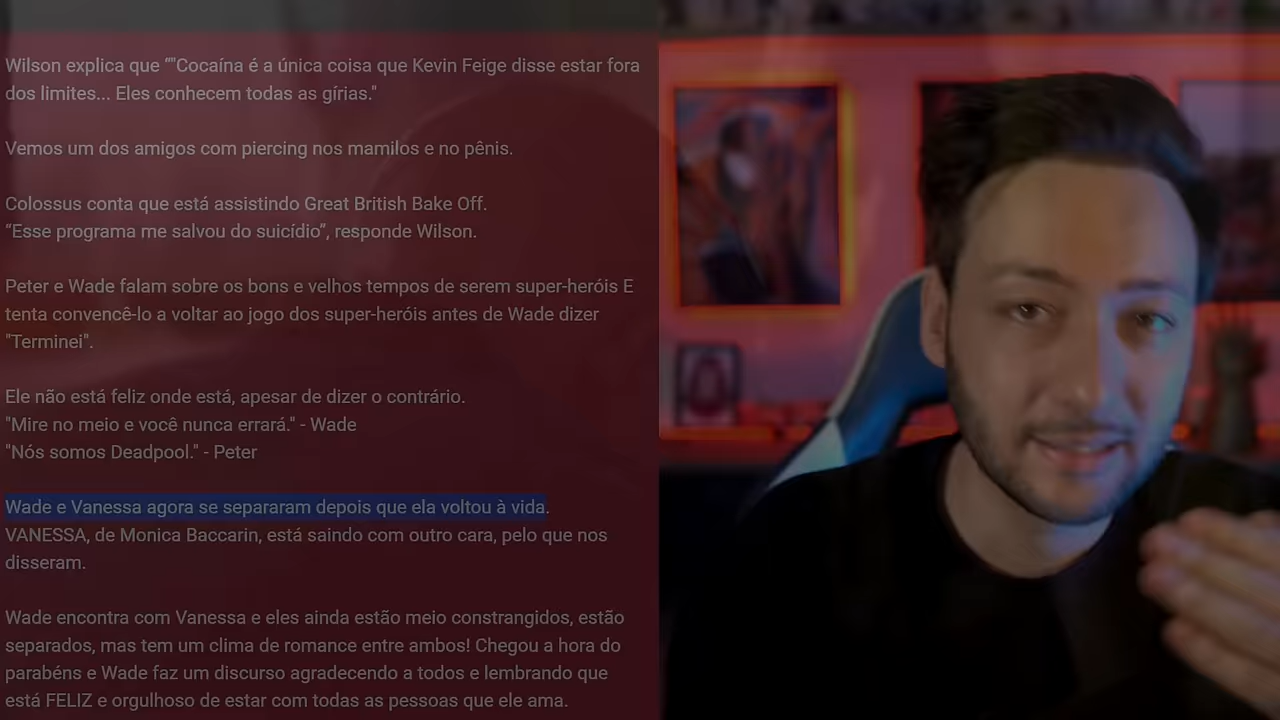 Wilson explica que “"Cocaína é a única coisa que Kevin Feige disse estar fora
dos limites... Eles conhecem todas as gírias."
Vemos um dos amigos com piercing nos mamilos e no pênis.
Colossus conta que está assistindo Great British Bake Off.
“Esse programa me salvou do suicídio”, responde Wilson.
Peter e Wade falam sobre os bons e velhos tempos de serem super-heróis E
tenta convencê-lo a voltar ao jogo dos super-heróis antes de Wade dizer
"Terminei".
Ele não está feliz onde está, apesar de dizer o contrário.
"Mire no meio e você nunca errará." - Wade
"Nós somos Deadpool." - Peter
Wade e Vanessa agora se separaram depois que ela voltou à vida.
VANESSA, de Monica Baccarin, está saindo com outro cara, pelo que nos
disseram.
Wade encontra com Vanessa e eles ainda estão meio constrangidos, estão
separados, mas tem um clima de romance entre ambos! Chegou a hora do
parabéns e Wade faz um discurso agradecendo a todos e lembrando que
está FELIZ e orgulhoso de estar com todas as pessoas que ele ama.